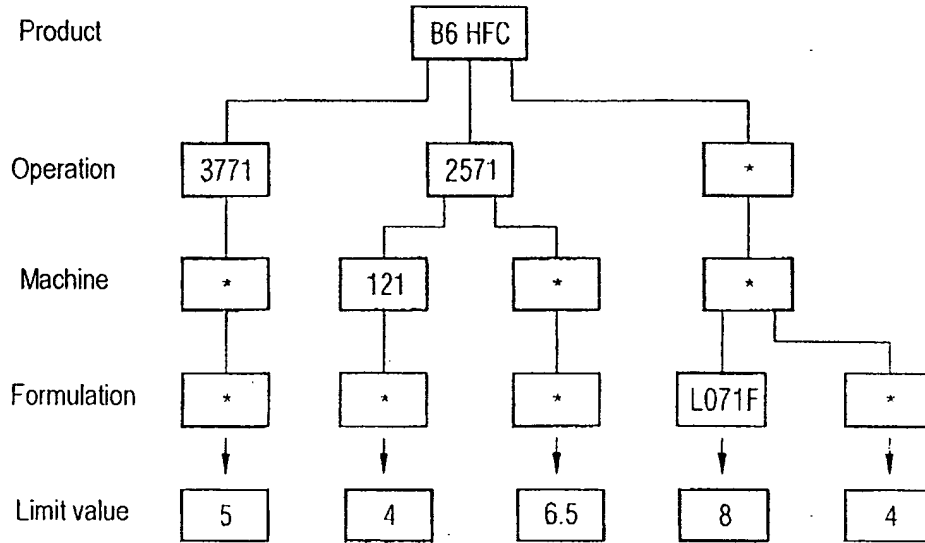 Product B6 HFC
Operation 3771 2571 *
Machine * 121 * *
Formulation * * * L071F *
Limit value 5 4 6.5 8 4